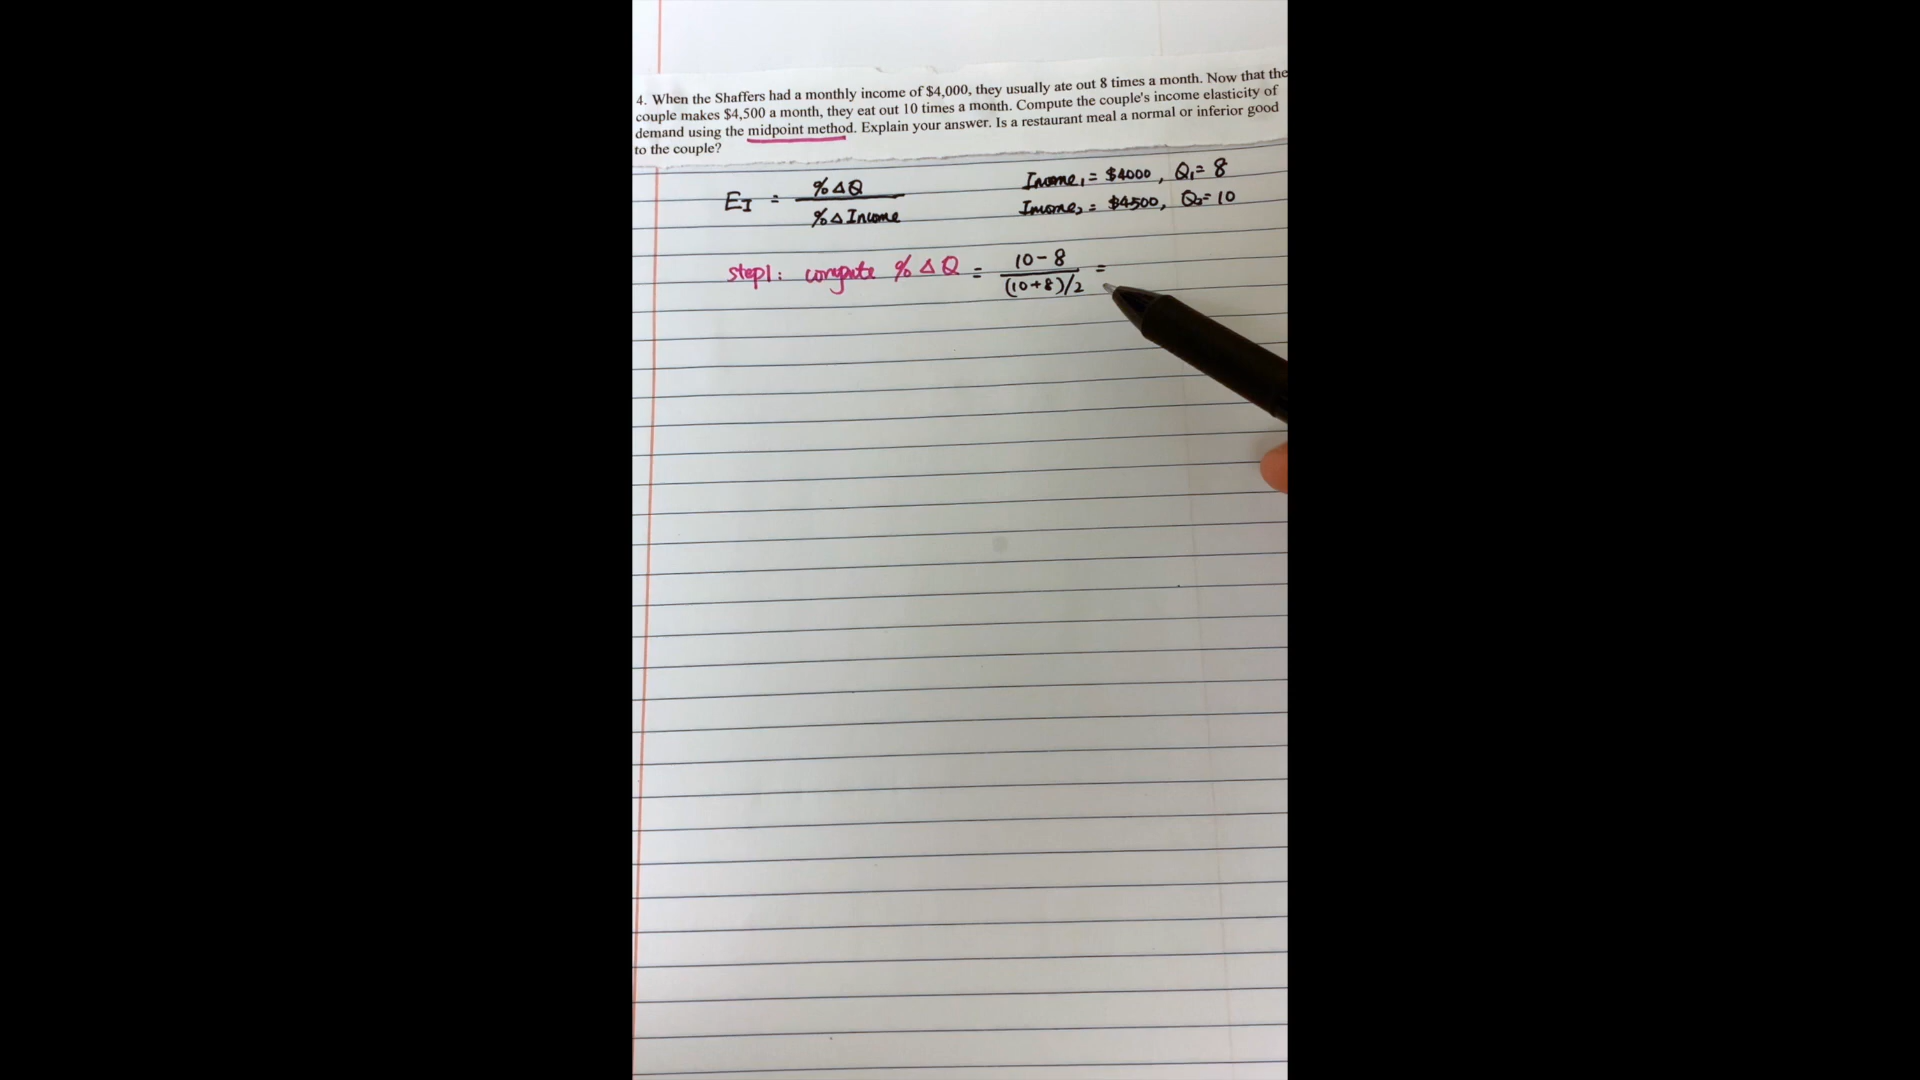 4. When the Shaffers had a monthly income of $4,000, they usually ate out 8 times a month. Now that the
couple makes $4,500 a month, they eat out 10 times a month. Compute the couple's income elasticity of
demand using the midpoint method. Explain your answer. Is a restaurant meal a normal or inferior good
to the couple?
E_I = %ΔQ / %ΔIncome
Income₁ = $4000, Q₁ = 8
Income₂ = $4500, Q₂ = 10
step1: compute %ΔQ = 10-8 / (10+8)/2 =